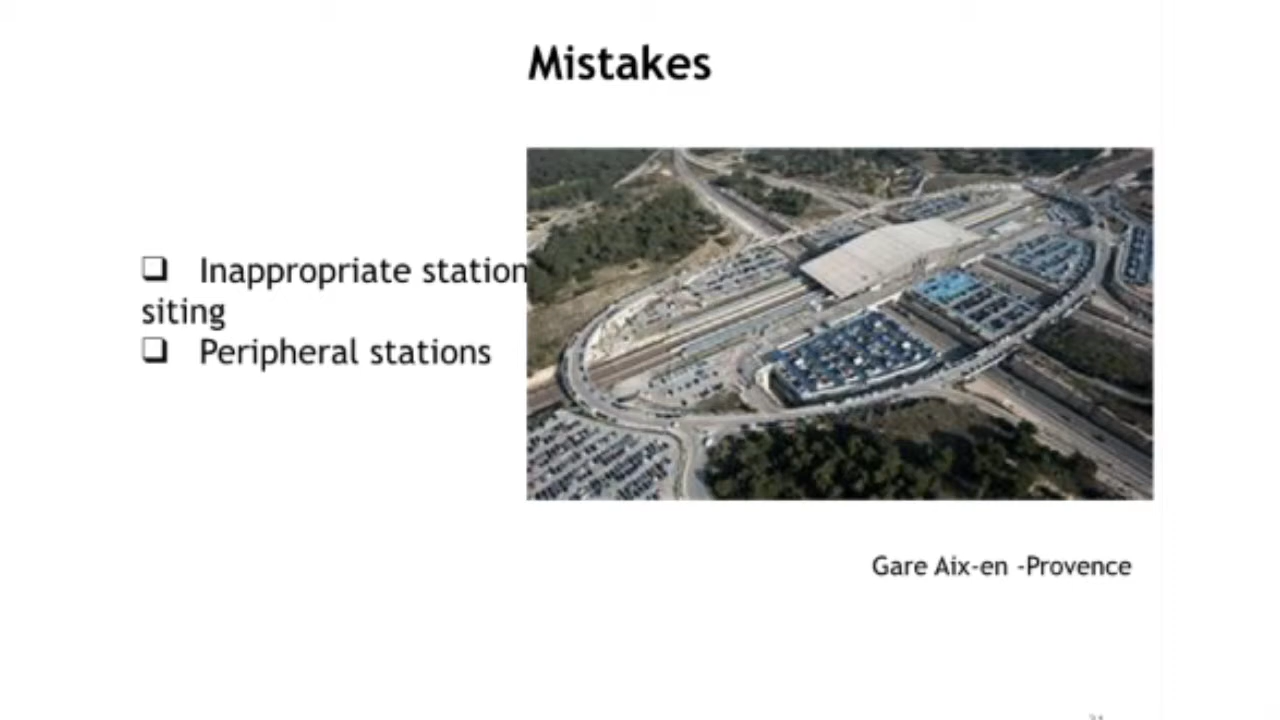 Mistakes
❑ Inappropriate station
siting
❑ Peripheral stations
Gare Aix-en -Provence